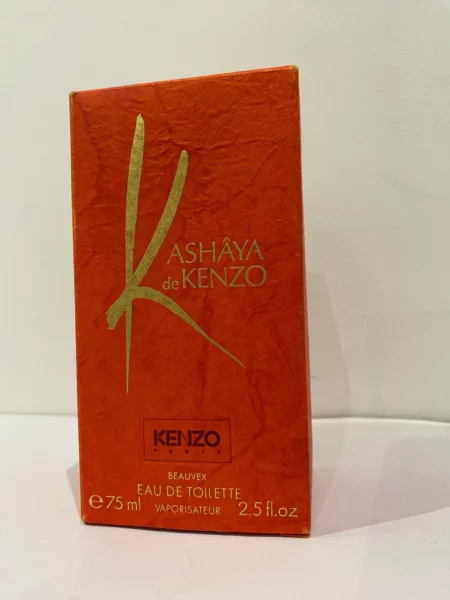 KASHÂYA
de KENZO
KENZO
PARIS
BEAUVEX
EAU DE TOILETTE
℮ 75 ml VAPORISATEUR 2.5 fl.oz